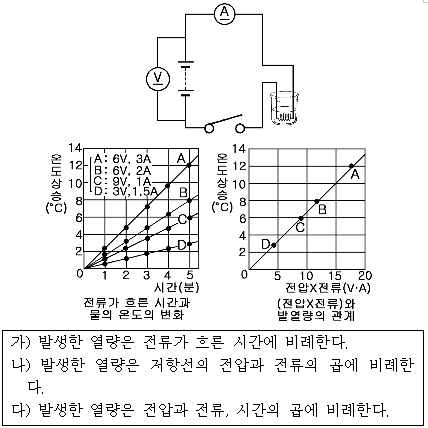 A
V
14
12
10
8
6
4
2
온도상승(℃)
A : 6V, 3A
B : 6V, 2A
C : 9V, 1A
D : 3V, 1.5A
A
B
C
D
1 2 3 4 5
시간(분)
전류가 흐른 시간과
물의 온도의 변화
14
12
10
8
6
4
2
온도상승(℃)
A
B
C
D
0 5 10 15 20
전압X전류(V·A)
(전압X전류)와
발열량의 관계
가) 발생한 열량은 전류가 흐른 시간에 비례한다.
나) 발생한 열량은 저항선의 전압과 전류의 곱에 비례한
다.
다) 발생한 열량은 전압과 전류, 시간의 곱에 비례한다.